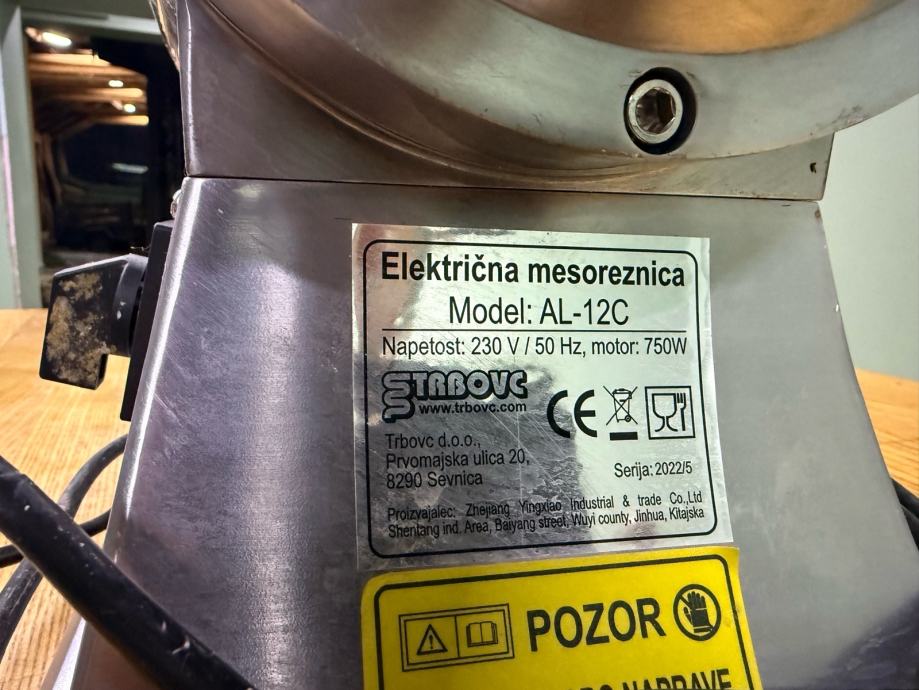 Električna mesoreznica
Model: AL-12C
Napetost: 230 V / 50 Hz, motor: 750W
TRBOVC
www.trbovc.com
CE
Trbovc d.o.o.,
Prvomajska ulica 20,
8290 Sevnica
Serija: 2022/5
Proizvajalec: Zhejiang Yingxiao Industrial & trade Co.,Ltd
Shentang ind. Area, Baiyang street, Wuyi county, Jinhua, Kitajska
POZOR
NAPRAVE